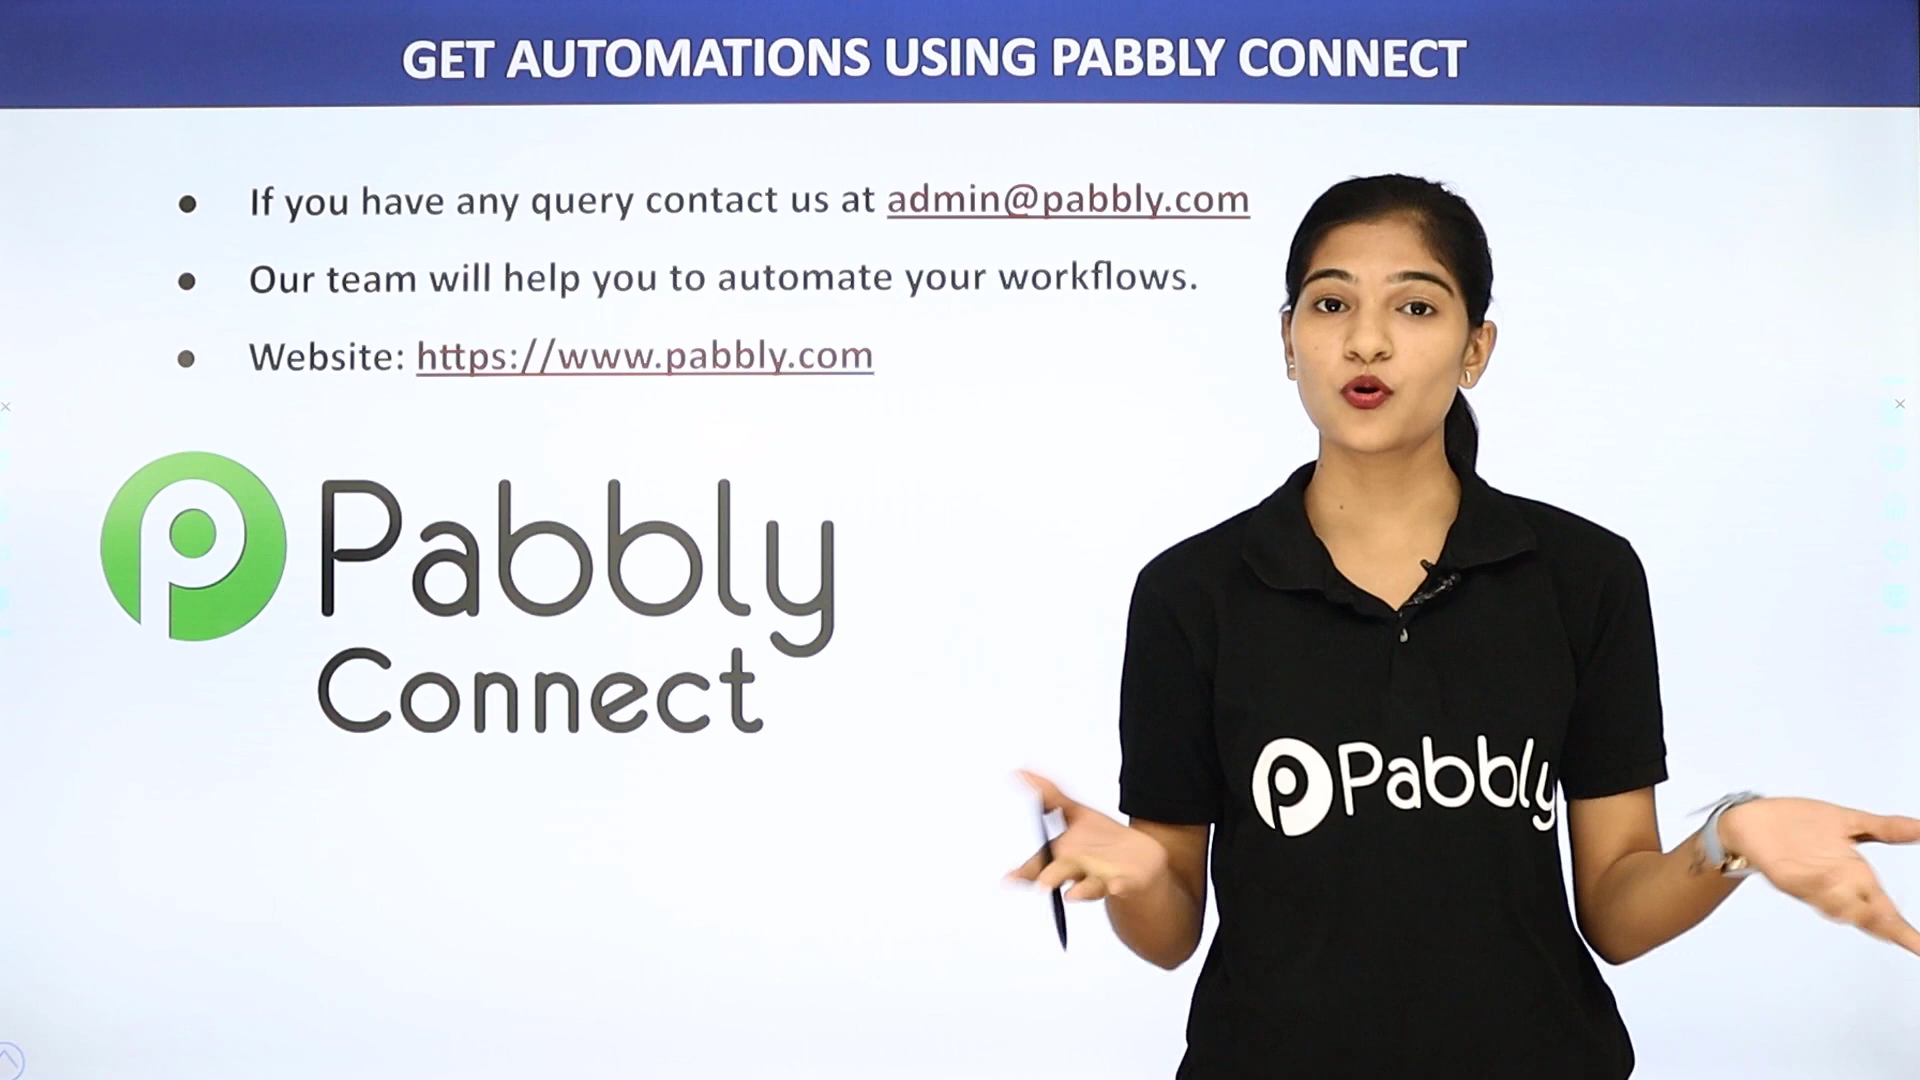 GET AUTOMATIONS USING PABBLY CONNECT
● If you have any query contact us at admin@pabbly.com
● Our team will help you to automate your workflows.
● Website: https://www.pabbly.com
Pabbly
Connect
Pabbly